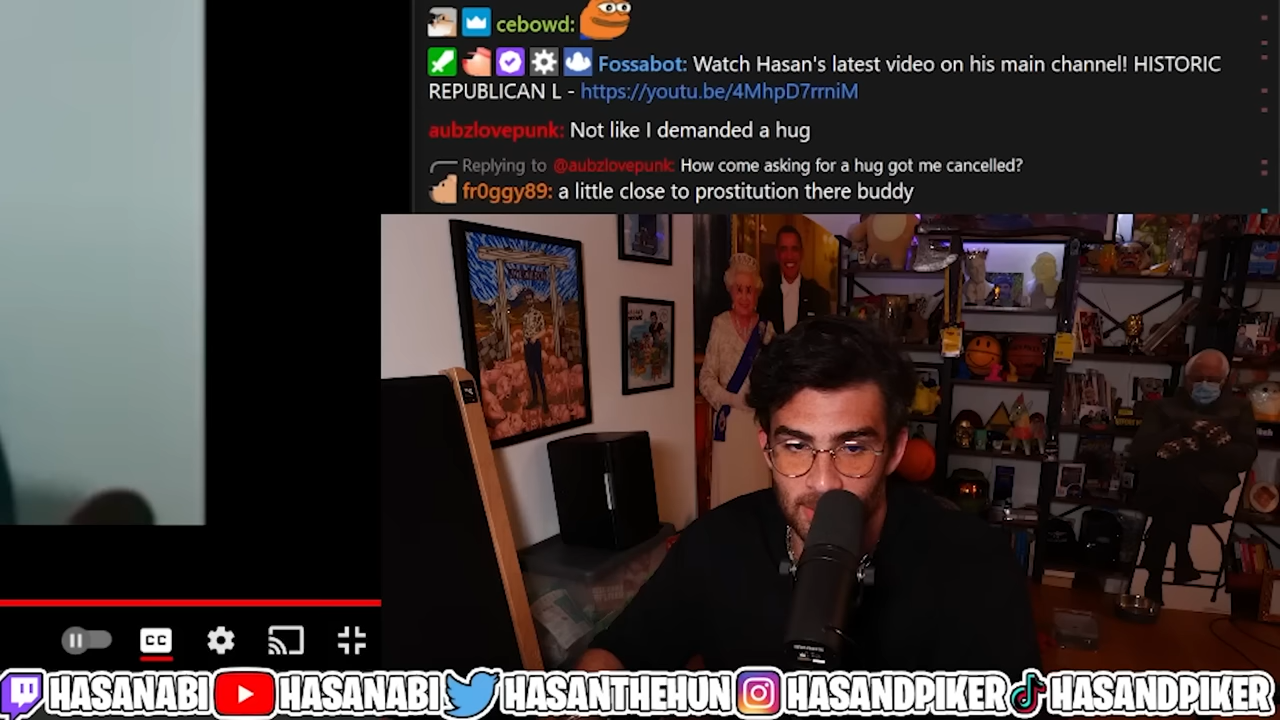 cebowd:
Fossabot: Watch Hasan's latest video on his main channel! HISTORIC
REPUBLICAN L - https://youtu.be/4MhpD7rrniM
aubzlovepunk: Not like I demanded a hug
Replying to @aubzlovepunk: How come asking for a hug got me cancelled?
fr0ggy89: a little close to prostitution there buddy
CC
HASANABI HASANABI HASANTHEHUN HASANDPIKER HASANDPIKER